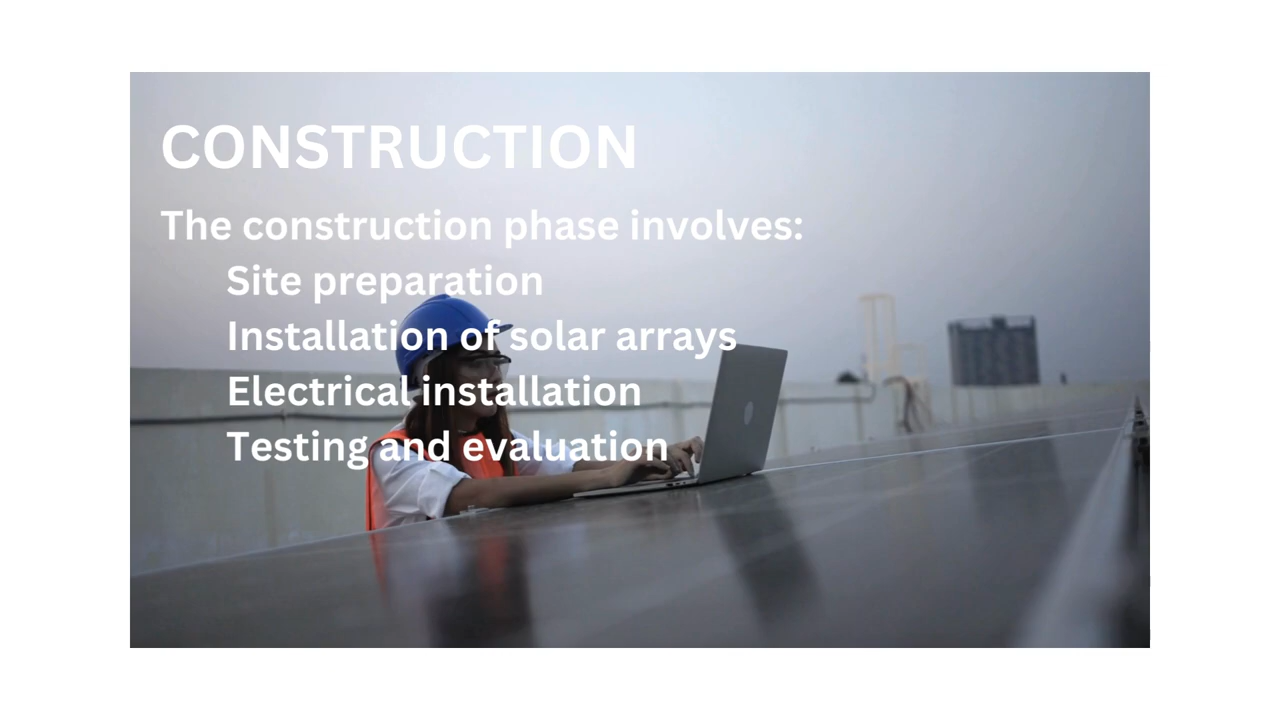 CONSTRUCTION
The construction phase involves:
Site preparation
Installation of solar arrays
Electrical installation
Testing and evaluation